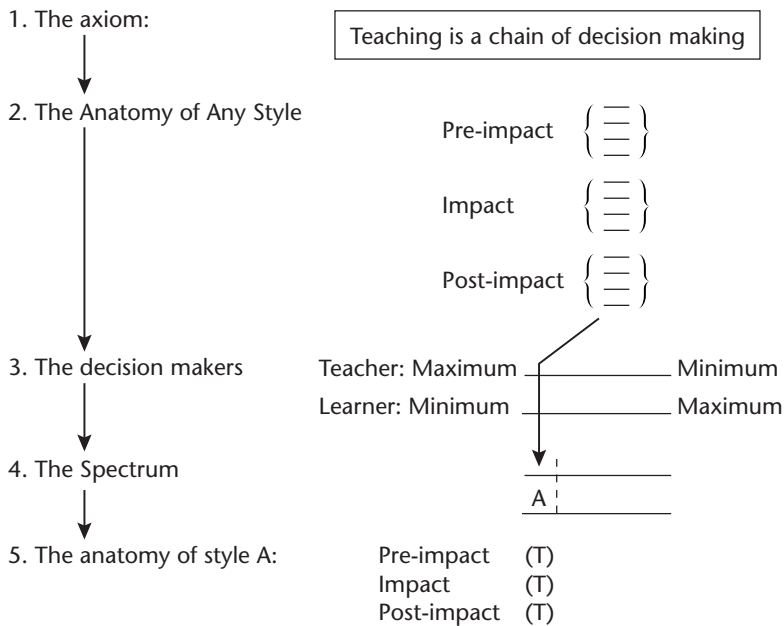 1. The axiom:
Teaching is a chain of decision making
2. The Anatomy of Any Style
Pre-impact
Impact
Post-impact
3. The decision makers
Teacher: Maximum Minimum
Learner: Minimum Maximum
4. The Spectrum
A
5. The anatomy of style A: Pre-impact (T)
Impact (T)
Post-impact (T)